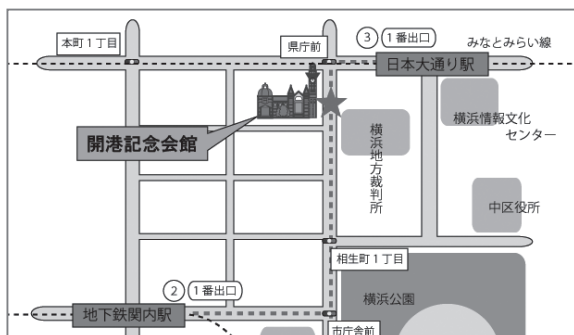 本町1丁目
県庁前
③ 1番出口
みなとみらい線
日本大通り駅
開港記念会館
横浜地方裁判所
横浜情報文化
センター
中区役所
相生町1丁目
② 1番出口
地下鉄関内駅
横浜公園
市庁舎前